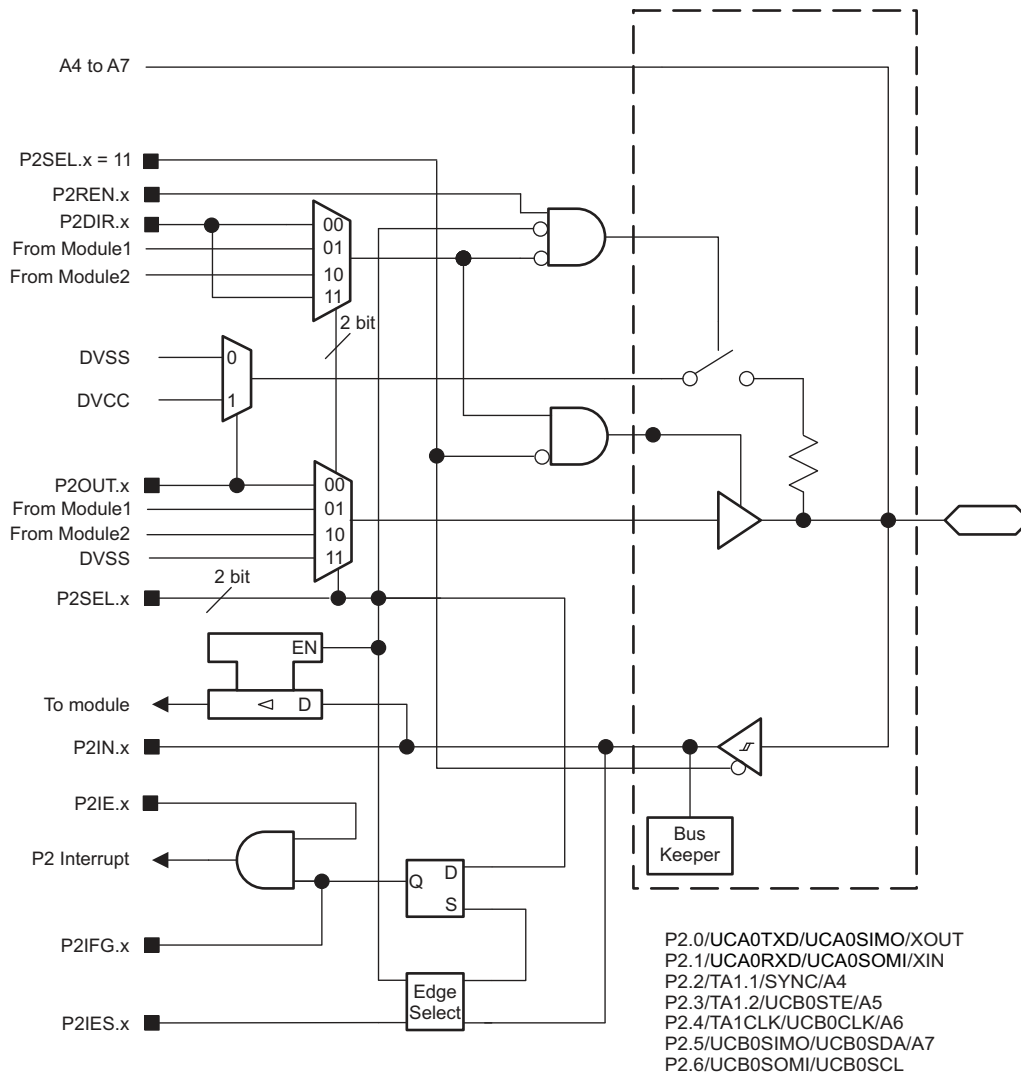 A4 to A7
P2SEL.x = 11
P2REN.x
P2DIR.x
00
From Module1
01
From Module2
10
11
2 bit
DVSS
0
DVCC
1
P2OUT.x
00
From Module1
01
From Module2
10
DVSS
11
2 bit
P2SEL.x
EN
To module
D
P2IN.x
P2IE.x
Bus
Keeper
P2 Interrupt
Q
D
S
P2IFG.x
Edge
Select
P2IES.x
P2.0/UCA0TXD/UCA0SIMO/XOUT
P2.1/UCA0RXD/UCA0SOMI/XIN
P2.2/TA1.1/SYNC/A4
P2.3/TA1.2/UCB0STE/A5
P2.4/TA1CLK/UCB0CLK/A6
P2.5/UCB0SIMO/UCB0SDA/A7
P2.6/UCB0SOMI/UCB0SCL